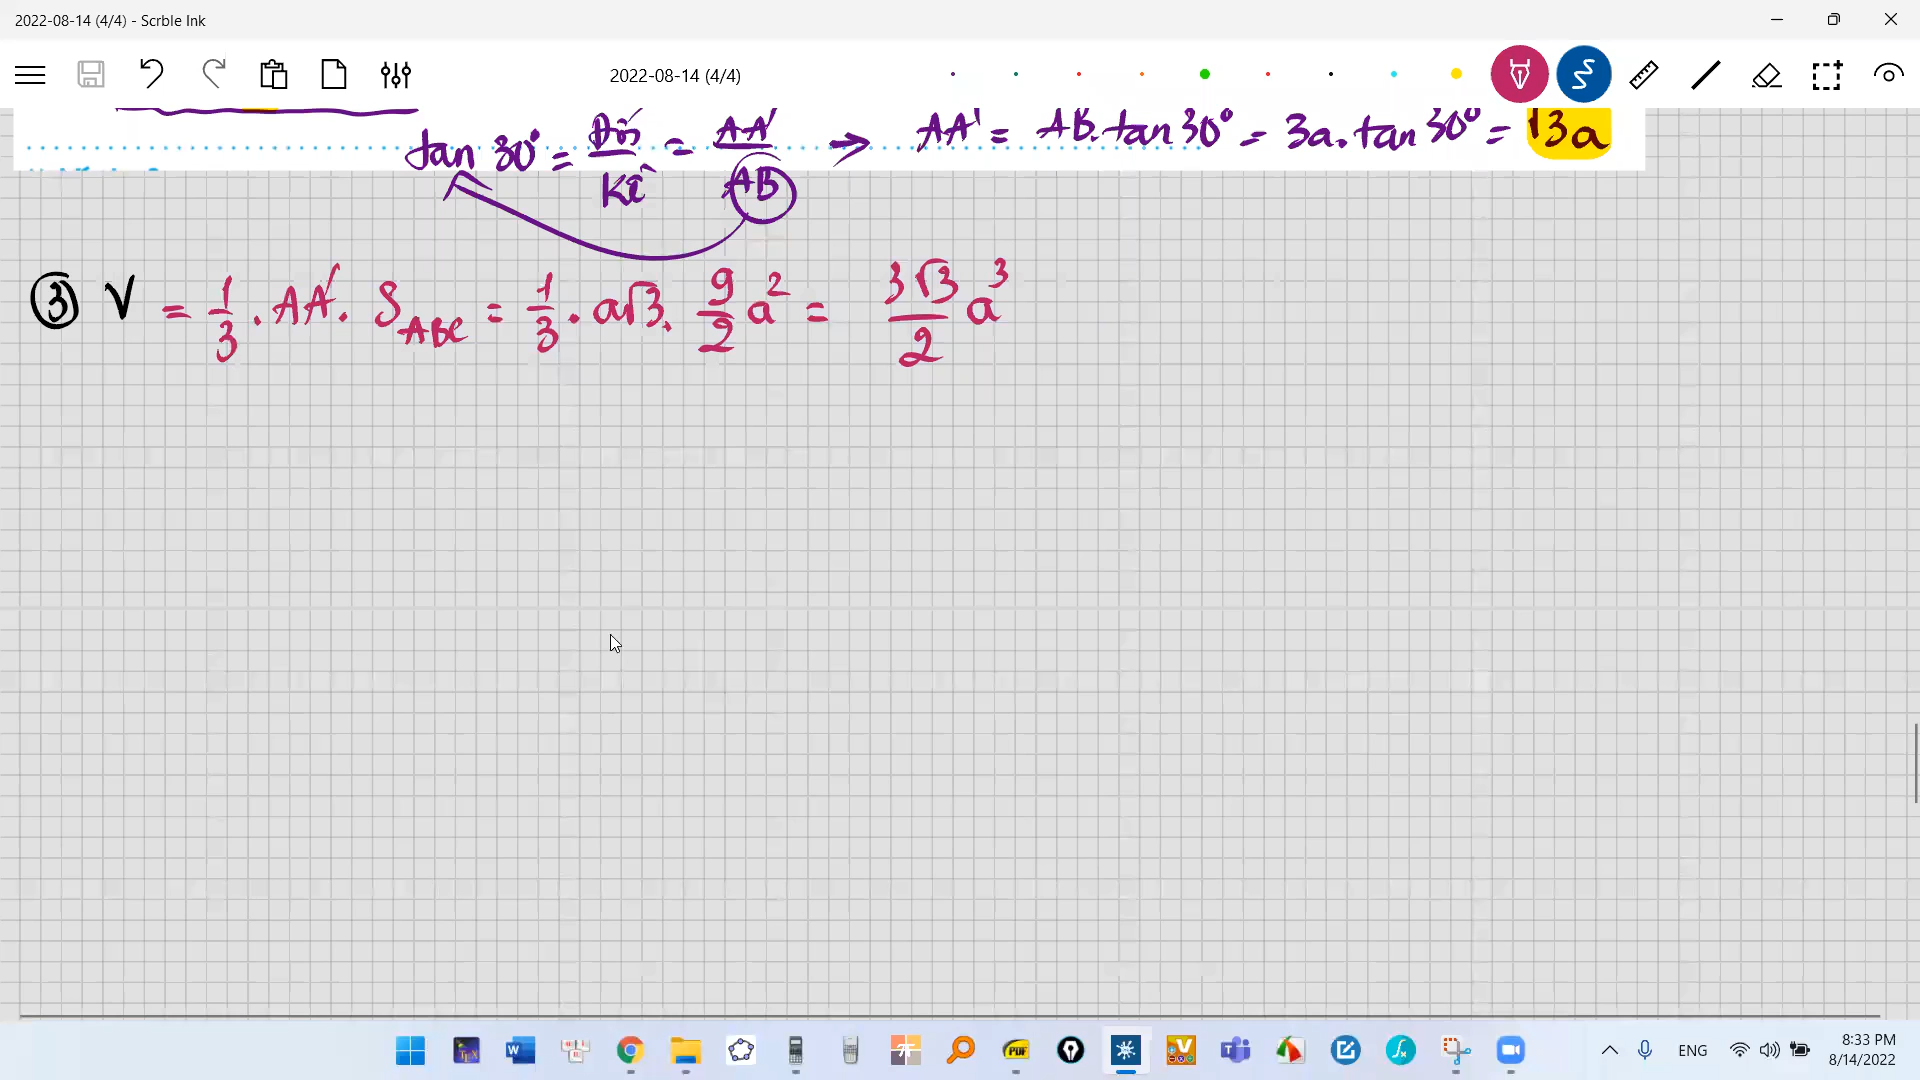 2022-08-14 (4/4) - Scrble Ink
2022-08-14 (4/4)
tan 30° = Đối/Kề = AA'/AB → AA' = AB.tan 30° = 3a.tan 30° = √3a
③ V = 1/3 . AA'. S_ABC = 1/3 . a√3 . 9/2 a² = 3√3/2 a³
ENG
8:33 PM
8/14/2022